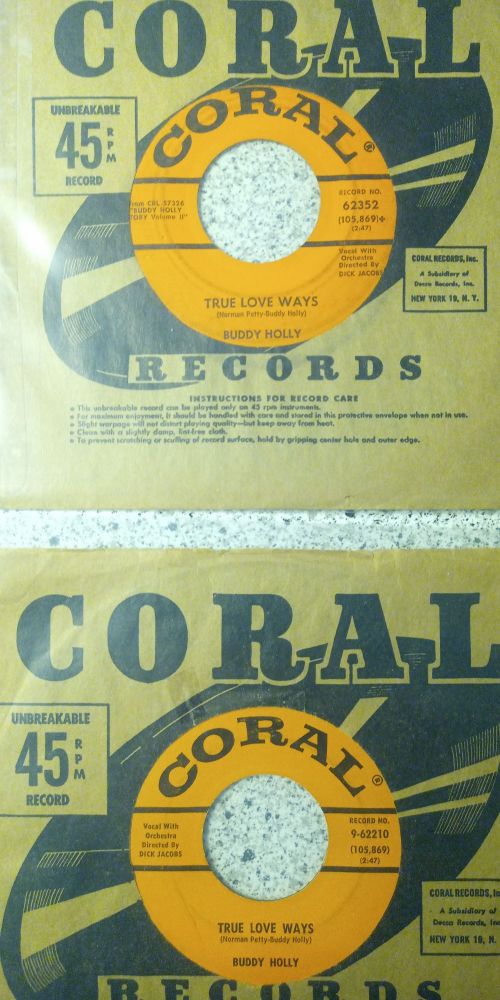 CORAL
UNBREAKABLE
45 RPM
RECORD
CORAL®
From CRL-57326
"BUDDY HOLLY
STORY Volume II"
RECORD NO.
62352
(105,869)+
(2:47)
Vocal With
Orchestra
Directed By
DICK JACOBS
TRUE LOVE WAYS
(Norman Petty-Buddy Holly)
BUDDY HOLLY
CORAL RECORDS, Inc.
A Subsidiary of
Decca Records, Inc.
NEW YORK 19, N. Y.
RECORDS
INSTRUCTIONS FOR RECORD CARE
• This unbreakable record can be played only on 45 rpm instruments.
• For maximum enjoyment, it should be handled with care and stored in this protective envelope when not in use.
• Slight warpage will not distort playing quality—but keep away from heat.
• Clean with a slightly damp, lint-free cloth.
• To prevent scratching or scuffing of record surface, hold by gripping center hole and outer edge.
CORAL
UNBREAKABLE
45 RPM
RECORD
CORAL®
Vocal With
Orchestra
Directed By
DICK JACOBS
RECORD NO.
9-62210
(105,869)
(2:47)
TRUE LOVE WAYS
(Norman Petty-Buddy Holly)
BUDDY HOLLY
CORAL RECORDS, In
A Subsidiary of
Decca Records, Inc
NEW YORK 19, N.
RECORDS